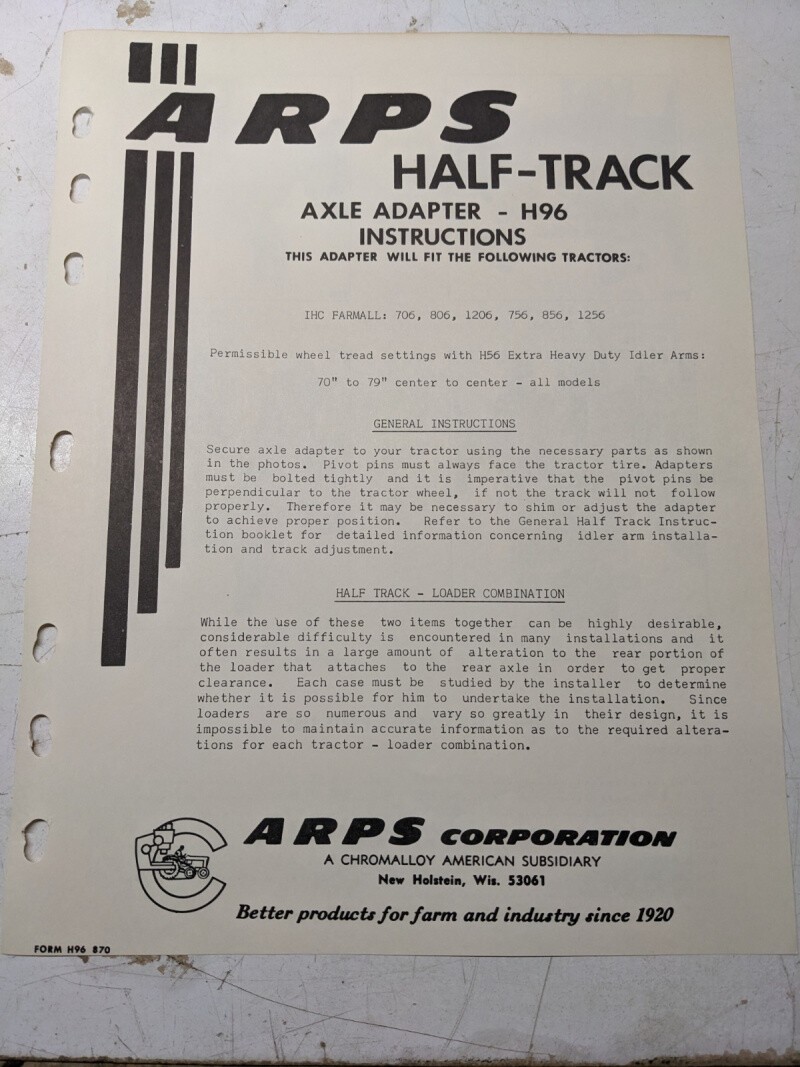 ARPS
HALF-TRACK
AXLE ADAPTER - H96
INSTRUCTIONS
THIS ADAPTER WILL FIT THE FOLLOWING TRACTORS:
IHC FARMALL: 706, 806, 1206, 756, 856, 1256
Permissible wheel tread settings with H56 Extra Heavy Duty Idler Arms:
70" to 79" center to center - all models
GENERAL INSTRUCTIONS
Secure axle adapter to your tractor using the necessary parts as shown
in the photos. Pivot pins must always face the tractor tire. Adapters
must be bolted tightly and it is imperative that the pivot pins be
perpendicular to the tractor wheel, if not the track will not follow
properly. Therefore it may be necessary to shim or adjust the adapter
to achieve proper position. Refer to the General Half Track Instruc-
tion booklet for detailed information concerning idler arm installa-
tion and track adjustment.
HALF TRACK - LOADER COMBINATION
While the use of these two items together can be highly desirable,
considerable difficulty is encountered in many installations and it
often results in a large amount of alteration to the rear portion of
the loader that attaches to the rear axle in order to get proper
clearance. Each case must be studied by the installer to determine
whether it is possible for him to undertake the installation. Since
loaders are so numerous and vary so greatly in their design, it is
impossible to maintain accurate information as to the required altera-
tions for each tractor - loader combination.
ARPS CORPORATION
A CHROMALLOY AMERICAN SUBSIDIARY
New Holstein, Wis. 53061
Better products for farm and industry since 1920
FORM H96 870